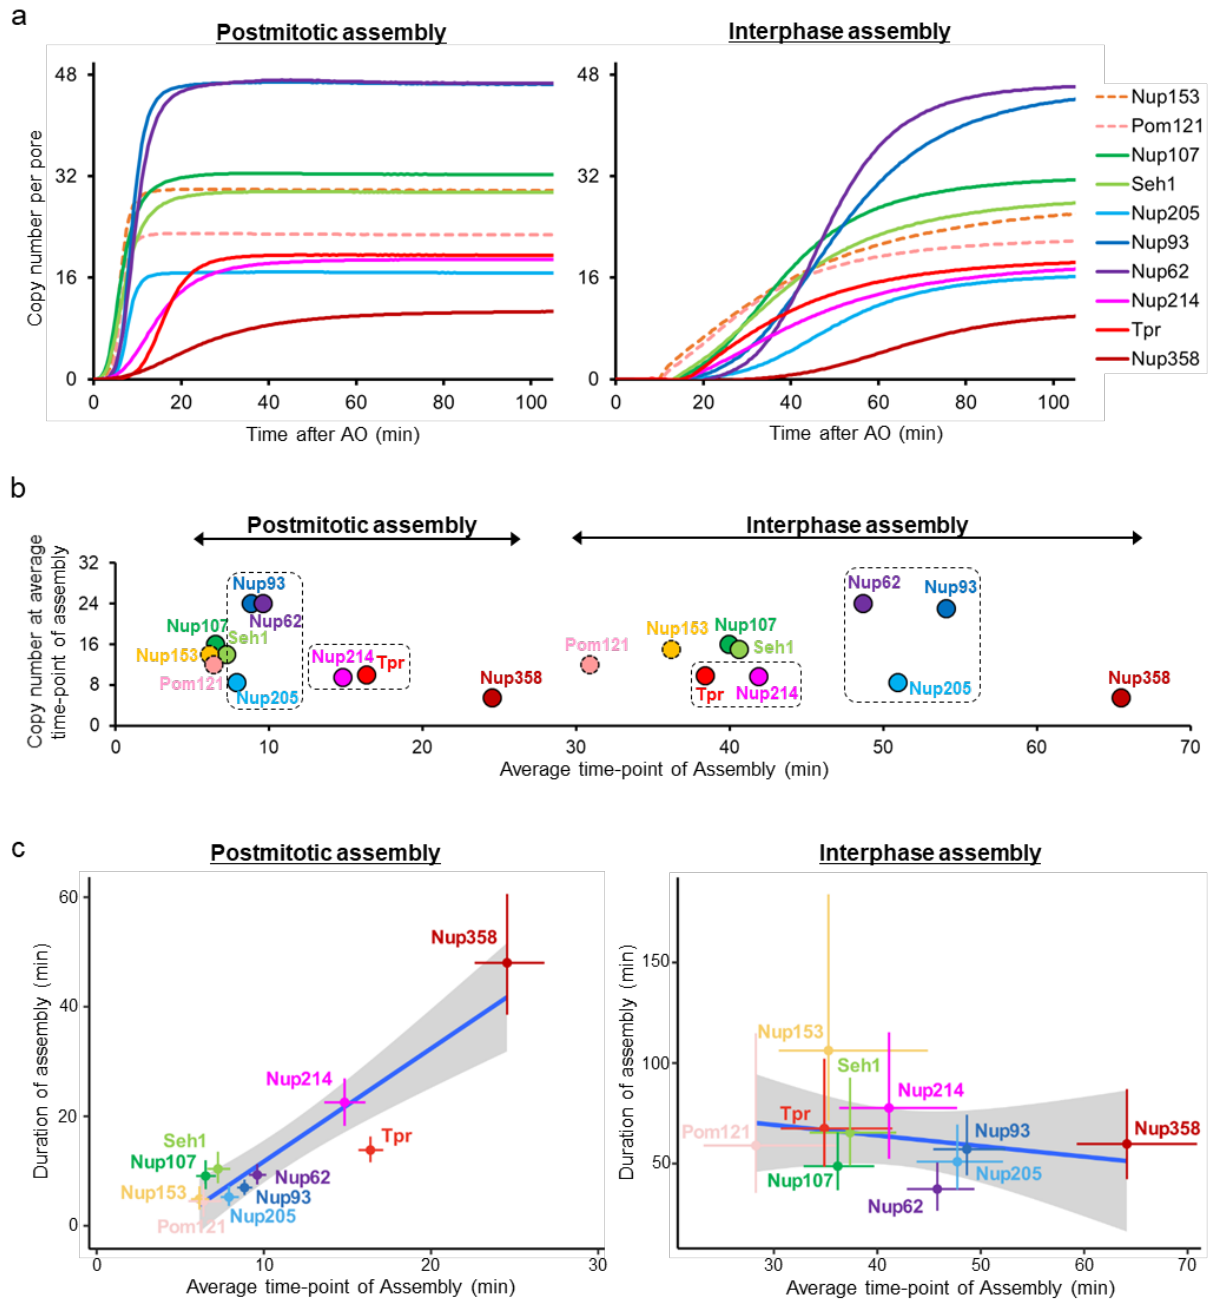 a
Postmitotic assembly
Interphase assembly
Copy number per pore
48
32
16
0
0 20 40 60 80 100
Time after AO (min)
48
32
16
0
0 20 40 60 80 100
Time after AO (min)
Nup153
Pom121
Nup107
Seh1
Nup205
Nup93
Nup62
Nup214
Tpr
Nup358
b
Postmitotic assembly
Interphase assembly
Copy number at average
time-point of assembly
32
24
16
8
0
Nup93
Nup62
Nup107
Seh1
Nup153
Pom121
Nup205
Nup214
Tpr
Nup358
Pom121
Nup153
Nup107
Seh1
Tpr
Nup214
Nup62
Nup93
Nup205
Nup358
0 10 20 30 40 50 60 70
Average time-point of Assembly (min)
c
Postmitotic assembly
Interphase assembly
Duration of assembly (min)
60
40
20
0
Nup358
Nup214
Tpr
Seh1
Nup107
Nup62
Nup153
Nup93
Nup205
Pom121
0 10 20 30
Average time-point of Assembly (min)
Duration of assembly (min)
150
100
50
Nup153
Seh1
Nup214
Tpr
Pom121
Nup93
Nup358
Nup107
Nup205
Nup62
30 40 50 60 70
Average time-point of Assembly (min)